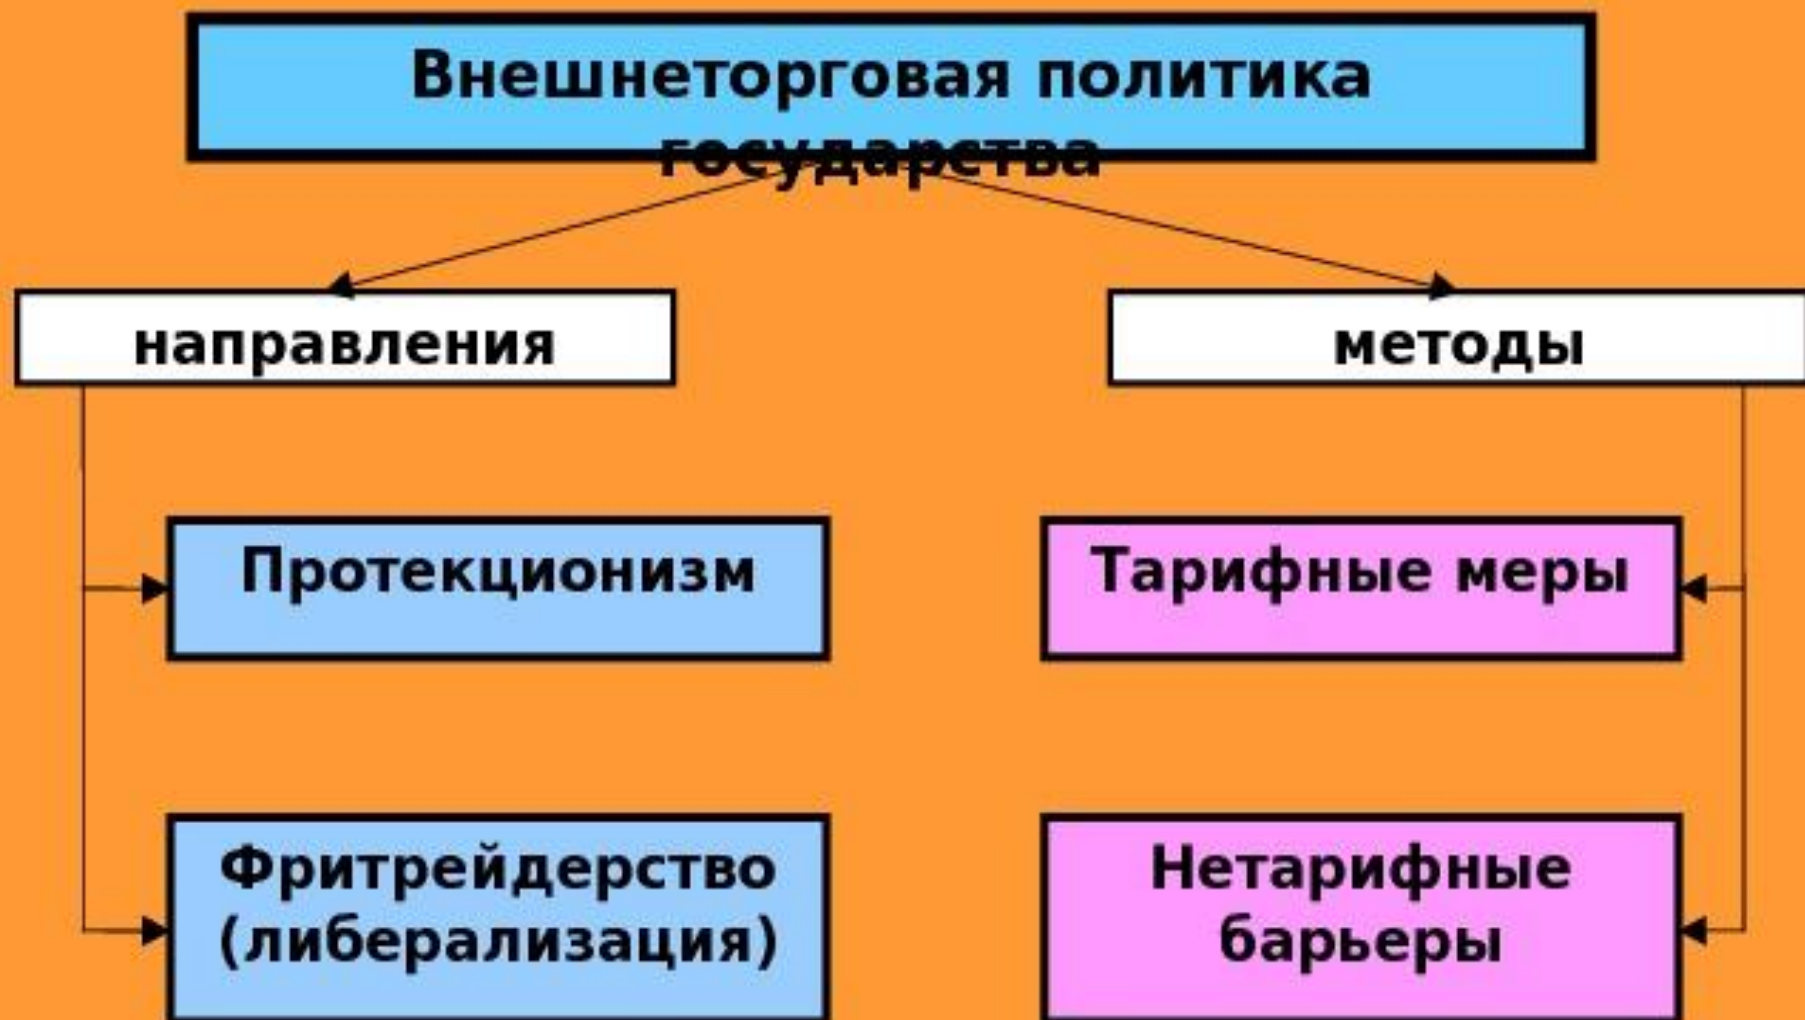 Внешнеторговая политика
государства
направления
методы
Протекционизм
Тарифные меры
Фритрейдерство
(либерализация)
Нетарифные
барьеры